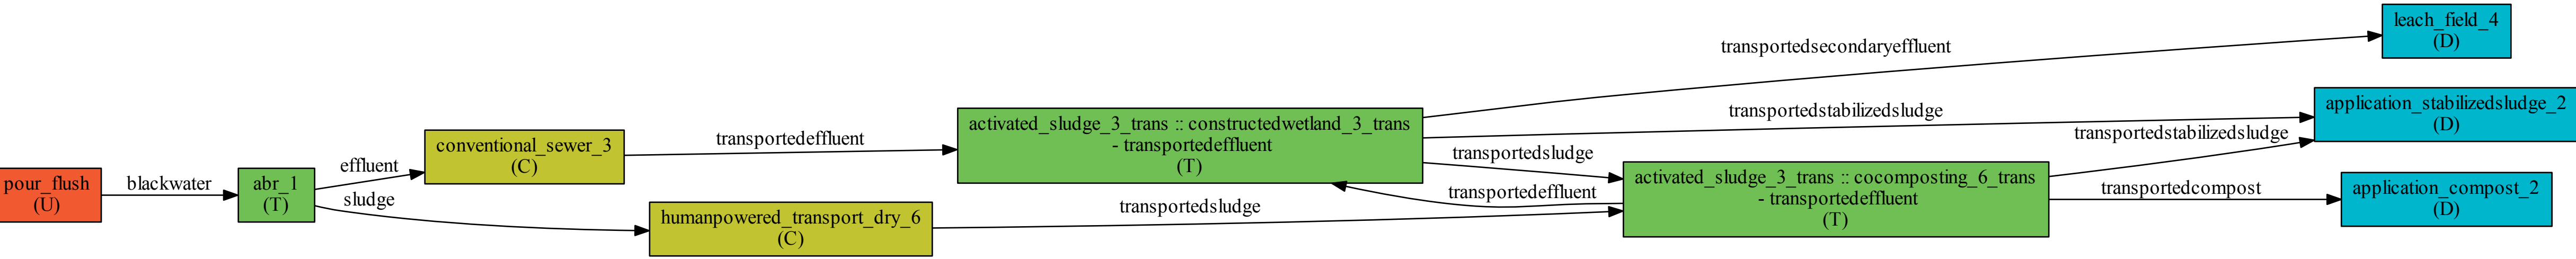 pour_flush
(U)
blackwater
abr_1
(T)
effluent
sludge
conventional_sewer_3
(C)
humanpowered_transport_dry_6
(C)
transportedeffluent
transportedsludge
activated_sludge_3_trans :: constructedwetland_3_trans
- transportedeffluent
(T)
transportedsecondaryeffluent
transportedstabilizedsludge
transportedsludge
transportedeffluent
activated_sludge_3_trans :: cocomposting_6_trans
- transportedeffluent
(T)
transportedstabilizedsludge
transportedcompost
leach_field_4
(D)
application_stabilizedsludge_2
(D)
application_compost_2
(D)